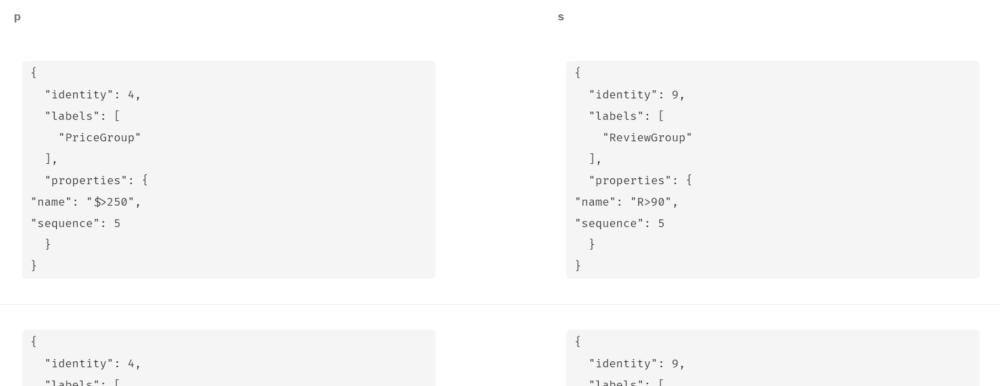 p
{
  "identity": 4,
  "labels": [
    "PriceGroup"
  ],
  "properties": {
"name": "$>250",
"sequence": 5
  }
}
{
  "identity": 4,
  "labels": [
s
{
  "identity": 9,
  "labels": [
    "ReviewGroup"
  ],
  "properties": {
"name": "R>90",
"sequence": 5
  }
}
{
  "identity": 9,
  "labels": [